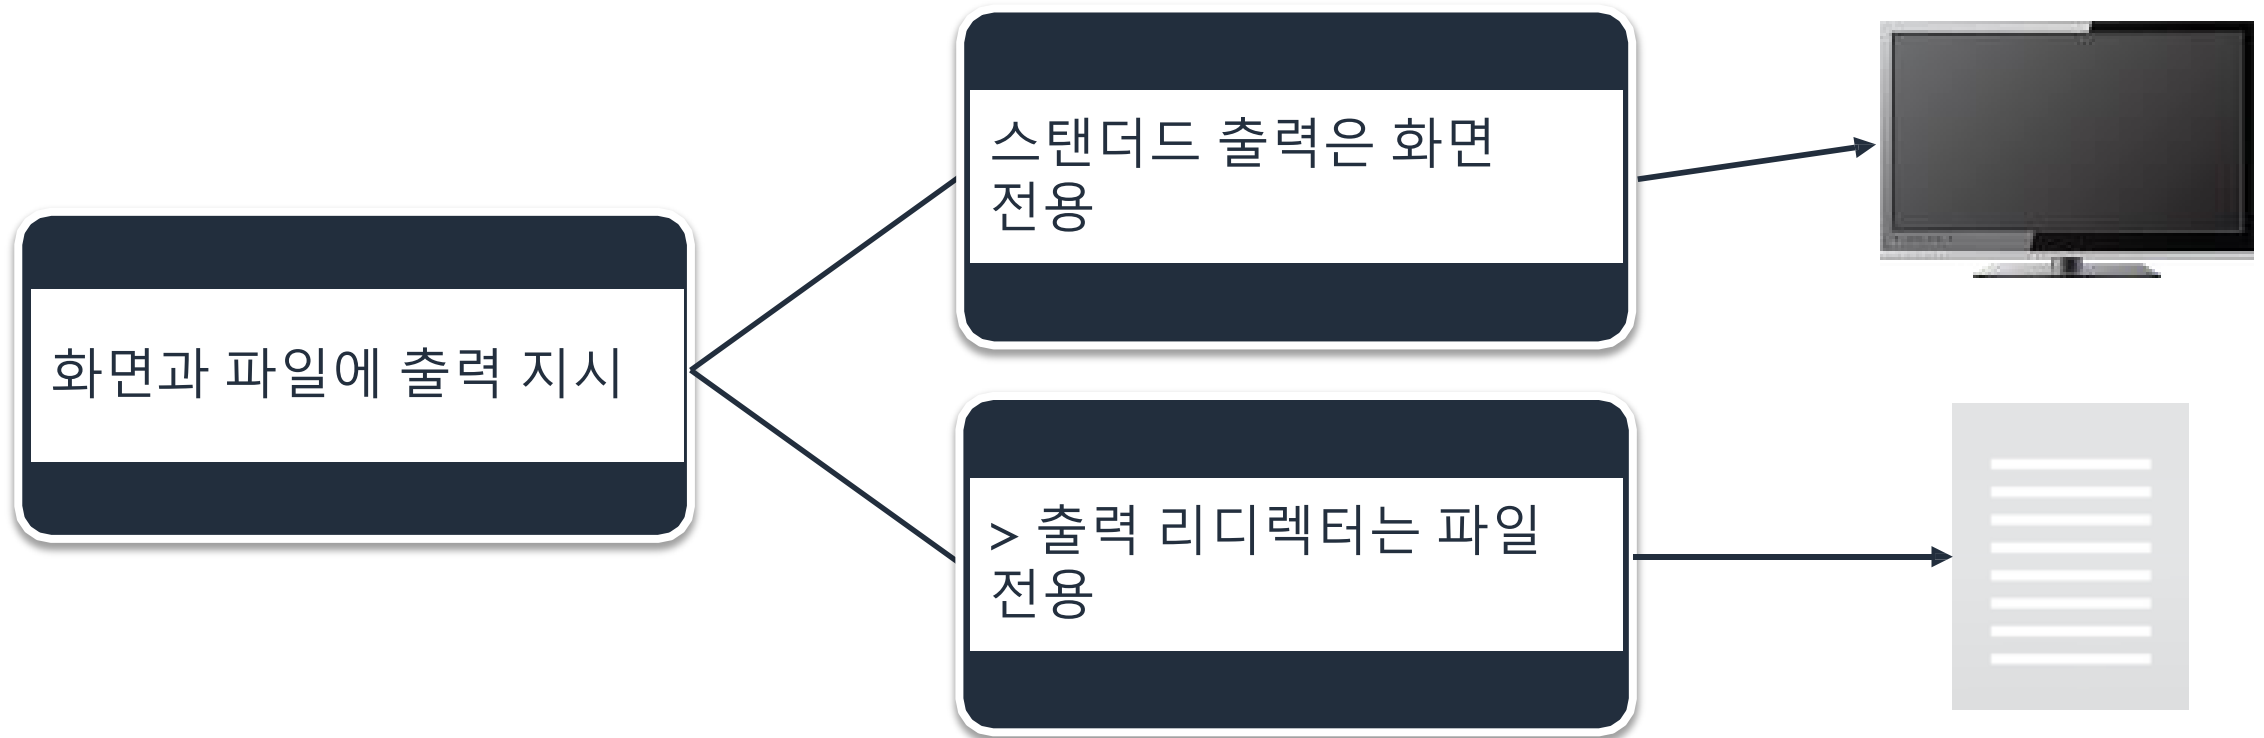 화면과 파일에 출력 지시
스탠더드 출력은 화면
전용
> 출력 리디렉터는 파일
전용